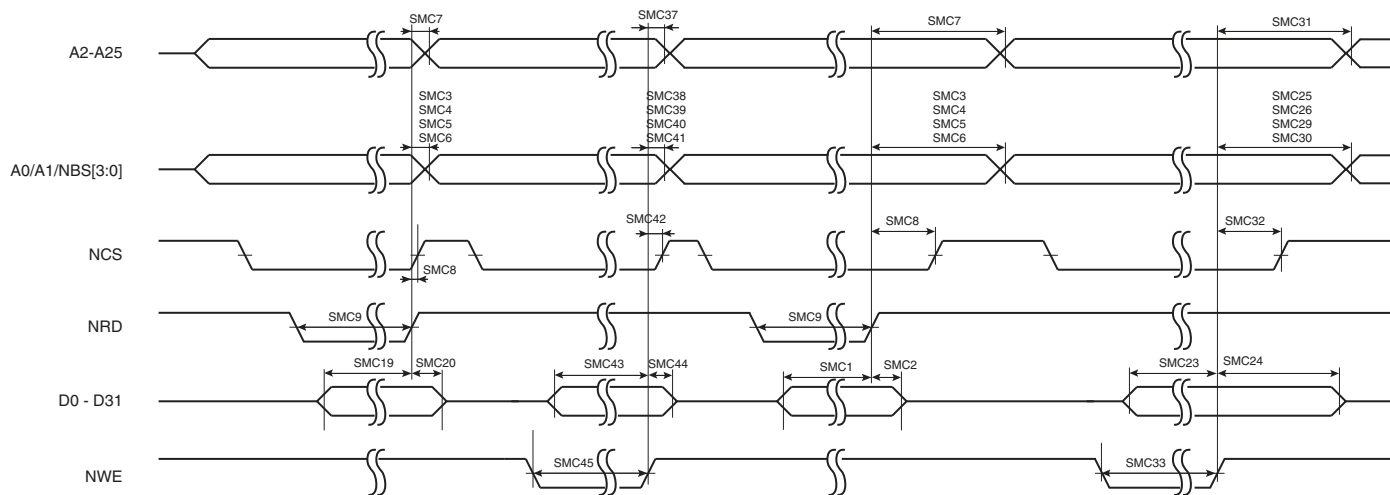 SMC7
SMC37
SMC7
SMC31
A2-A25
SMC3
SMC4
SMC5
SMC6
SMC38
SMC39
SMC40
SMC41
SMC3
SMC4
SMC5
SMC6
SMC25
SMC26
SMC29
SMC30
A0/A1/NBS[3:0]
SMC42
SMC8
SMC32
NCS
SMC8
NRD
SMC9
SMC9
SMC19
SMC20
SMC43
SMC44
SMC1
SMC2
SMC23
SMC24
D0 - D31
SMC45
SMC33
NWE